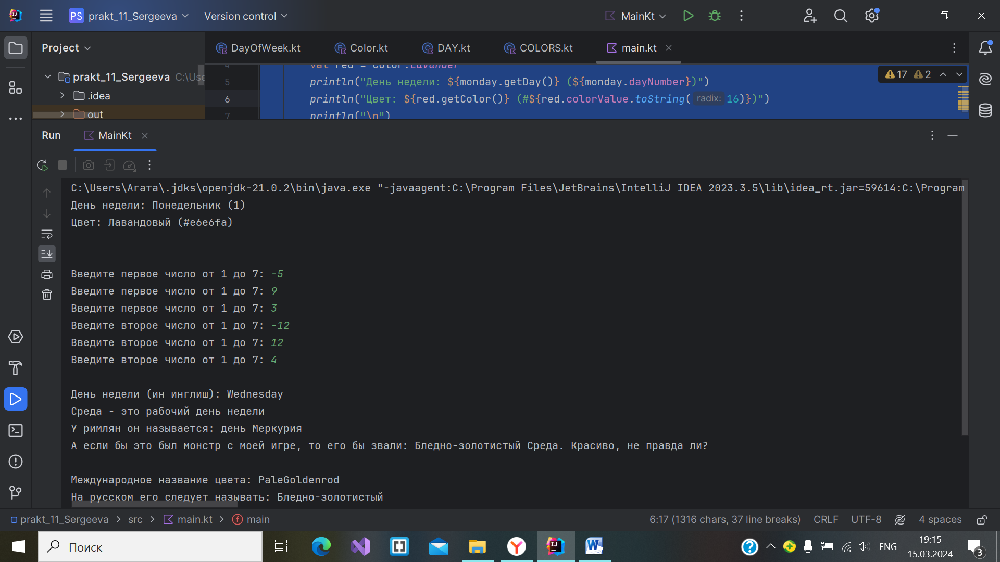 PS prakt_11_Sergeeva Version control MainKt
Project DayOfWeek.kt Color.kt DAY.kt COLORS.kt main.kt
prakt_11_Sergeeva C:\Use
.idea
out
4 val red = Color.Lavander
5 println("День недели: ${monday.getDay()} (${monday.dayNumber})")
6 println("Цвет: ${red.getColor()} (#${red.colorValue.toString( radix: 16)})")
7 println("\n")
17 2
Run MainKt
C:\Users\Агата\.jdks\openjdk-21.0.2\bin\java.exe "-javaagent:C:\Program Files\JetBrains\IntelliJ IDEA 2023.3.5\lib\idea_rt.jar=59614:C:\Program
День недели: Понедельник (1)
Цвет: Лавандовый (#e6e6fa)
Введите первое число от 1 до 7: -5
Введите первое число от 1 до 7: 9
Введите первое число от 1 до 7: 3
Введите второе число от 1 до 7: -12
Введите второе число от 1 до 7: 12
Введите второе число от 1 до 7: 4
День недели (ин инглиш): Wednesday
Среда - это рабочий день недели
У римлян он называется: день Меркурия
А если бы это был монстр с моей игре, то его бы звали: Бледно-золотистый Среда. Красиво, не правда ли?
Международное название цвета: PaleGoldenrod
На русском его следует называть: Бледно-золотистый
prakt_11_Sergeeva > src > main.kt > main 6:17 (1316 chars, 37 line breaks) CRLF UTF-8 4 spaces
Поиск ENG 19:15
15.03.2024 3